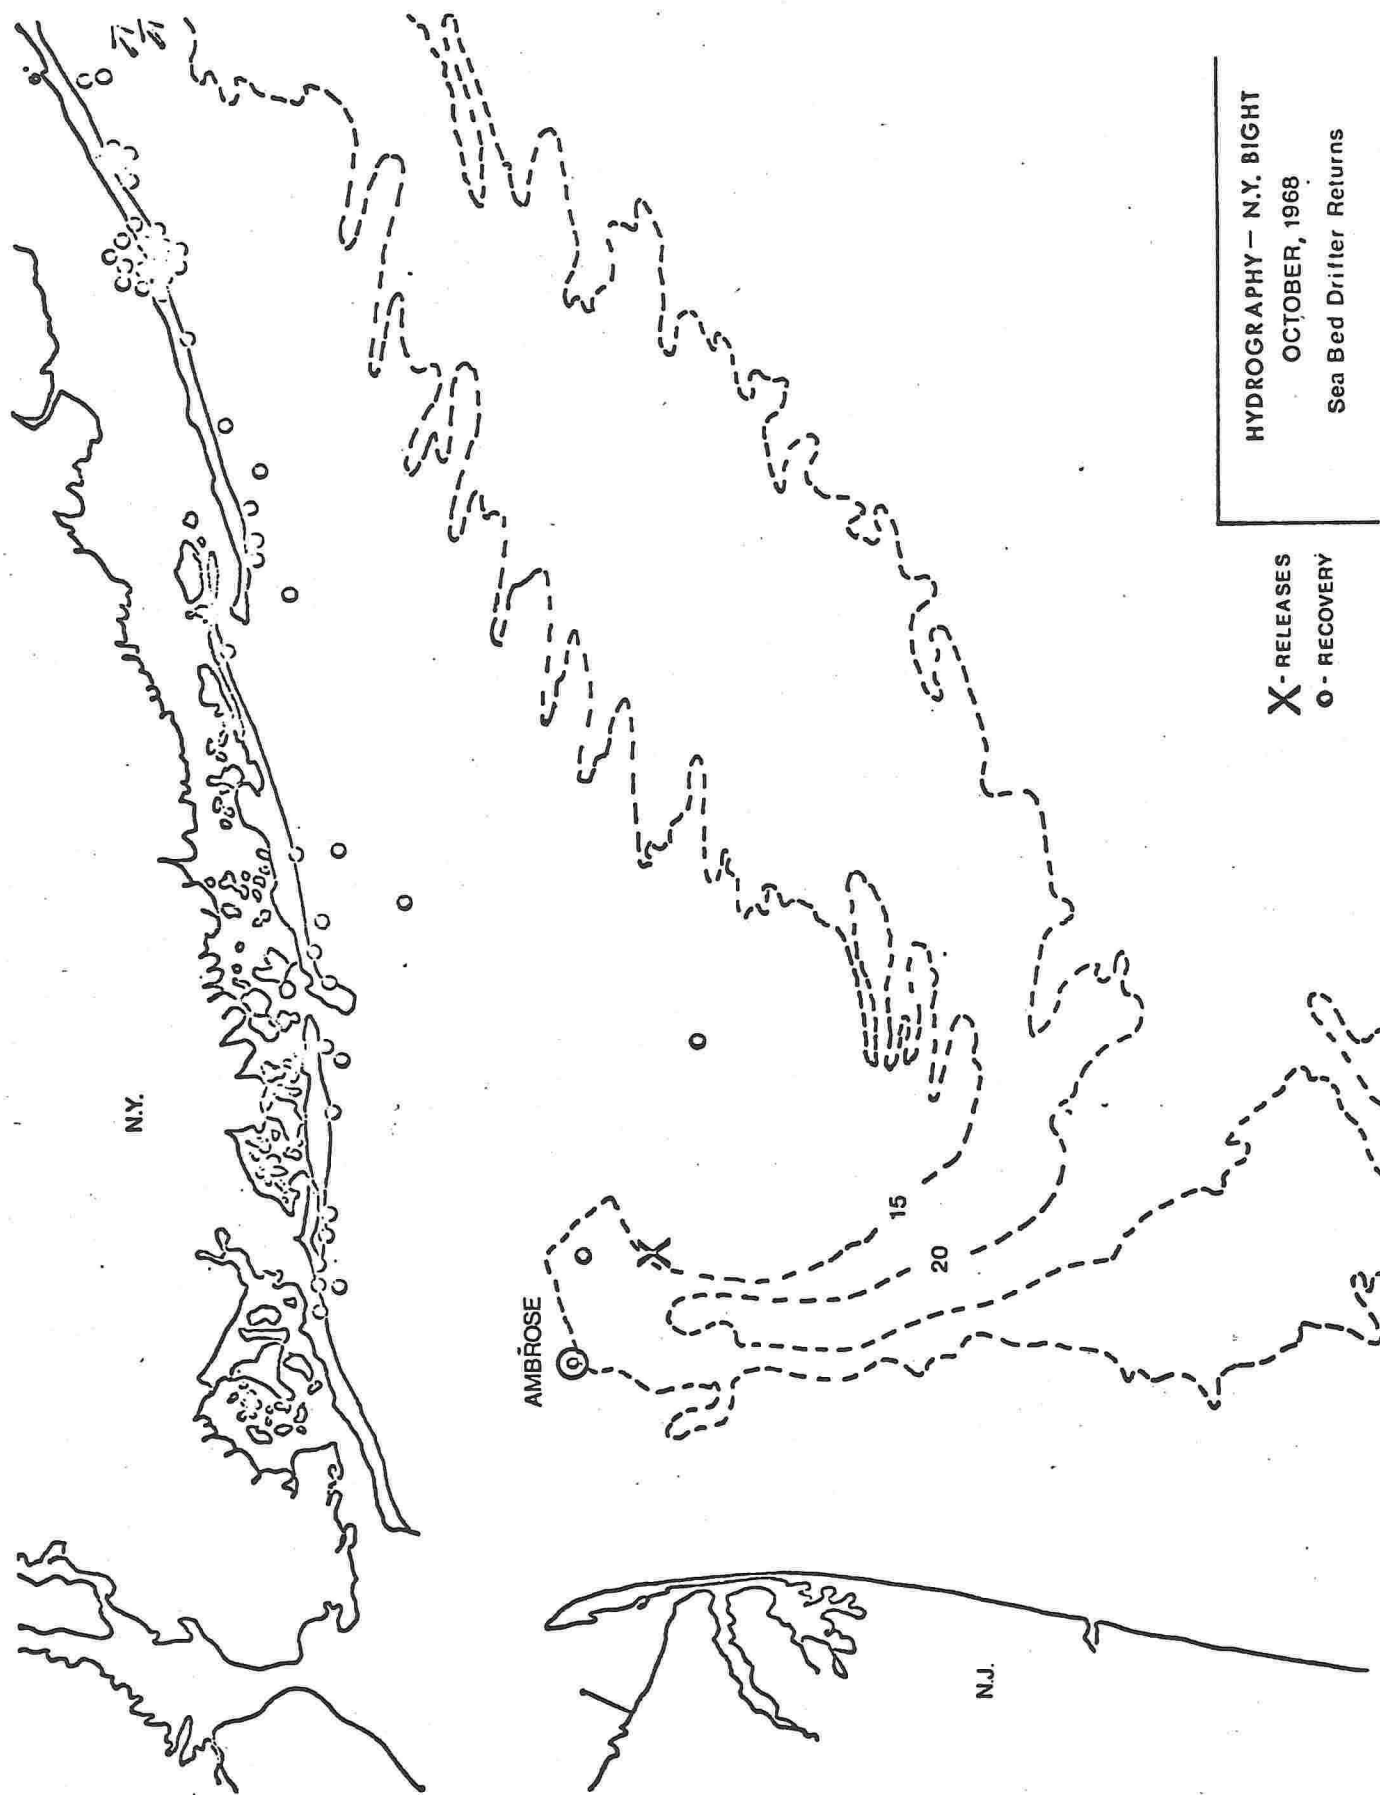 N.Y.
AMBROSE
15
20
N.J.
X - RELEASES
O - RECOVERY
HYDROGRAPHY — N.Y. BIGHT
OCTOBER, 1968
Sea Bed Drifter Returns